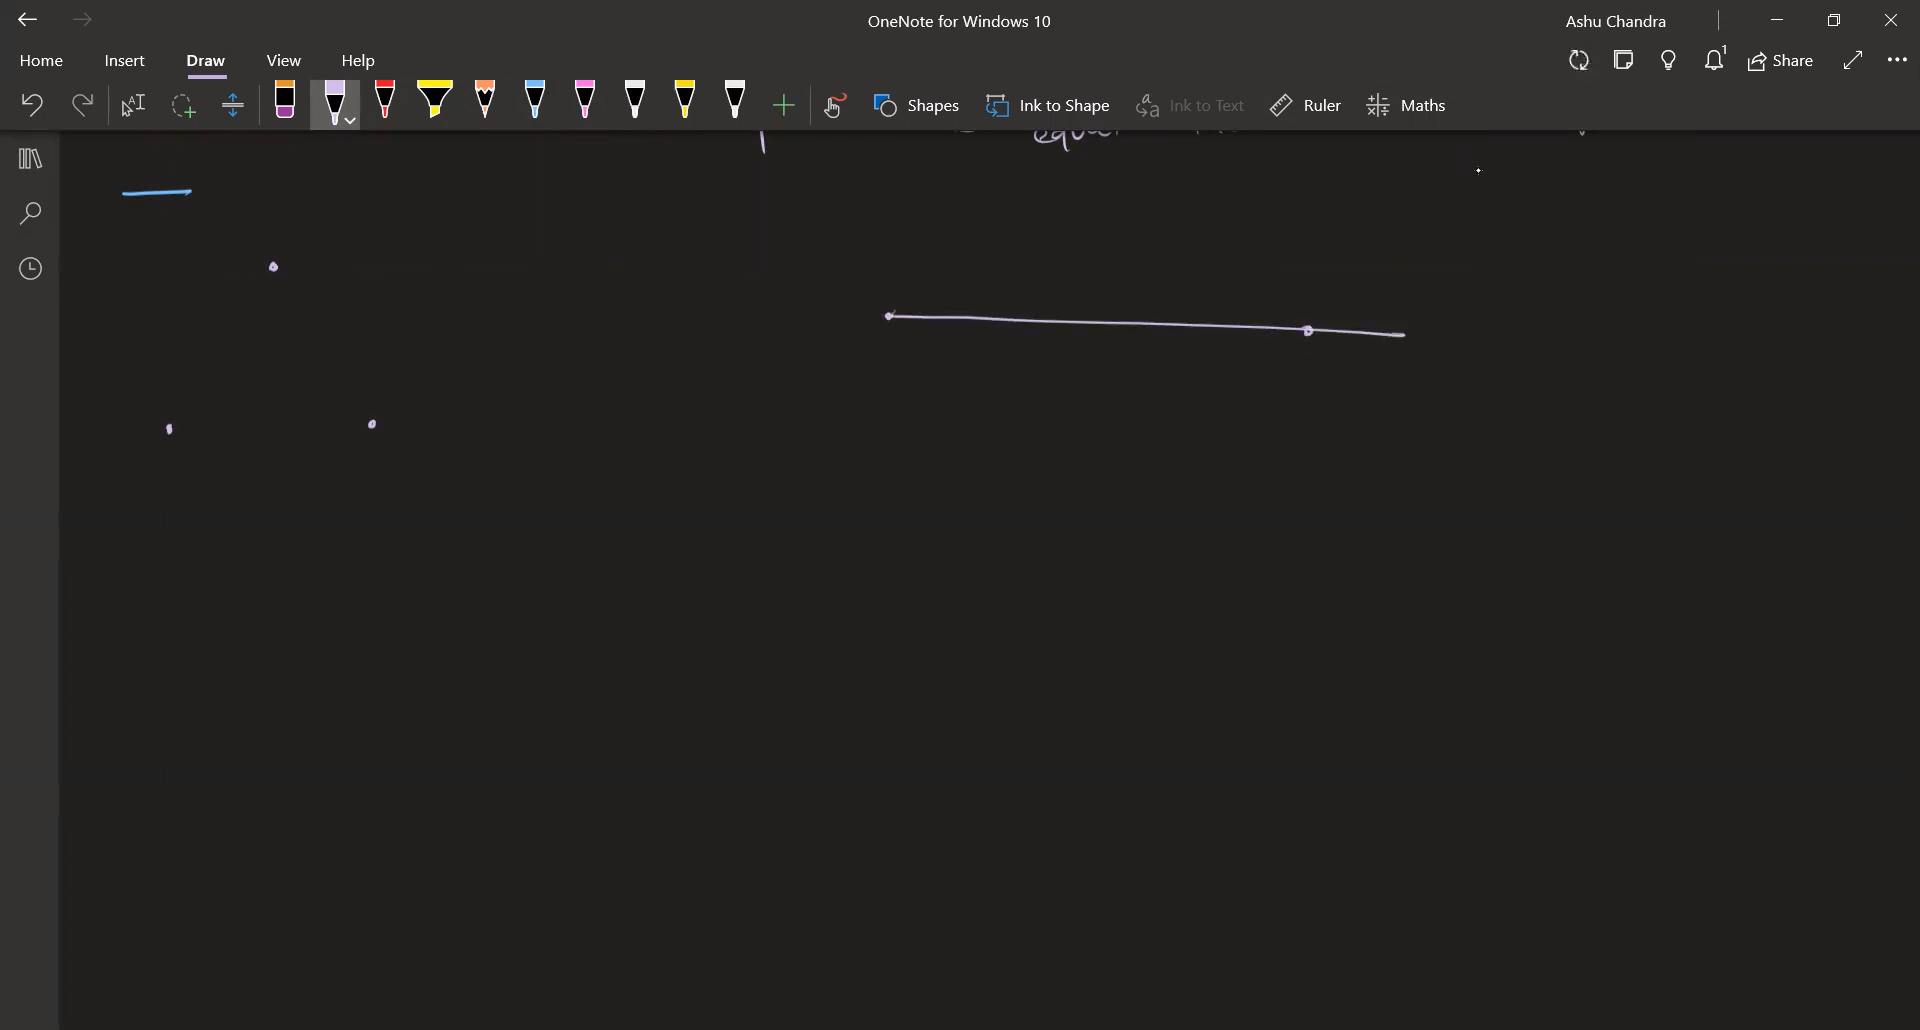 OneNote for Windows 10
Ashu Chandra
Home Insert Draw View Help
1
Share
Shapes Ink to Shape Ink to Text Ruler Maths